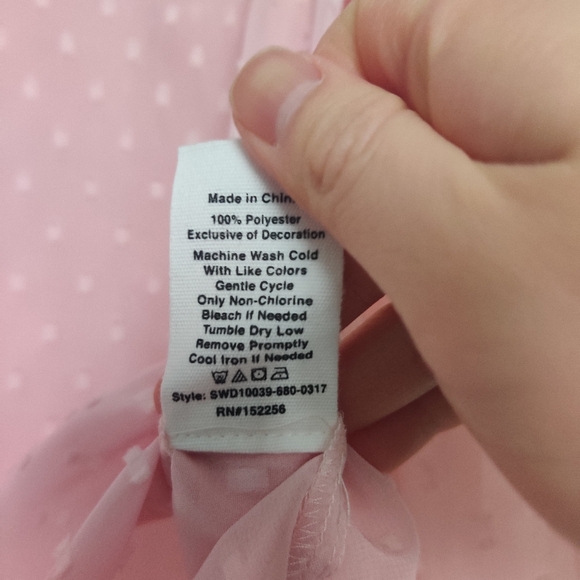 Made in Chin
100% Polyester
Exclusive of Decoration
Machine Wash Cold
With Like Colors
Gentle Cycle
Only Non-Chlorine
Bleach If Needed
Tumble Dry Low
Remove Promptly
Cool Iron If Needed
Style: SWD10039-680-0317
RN#152256